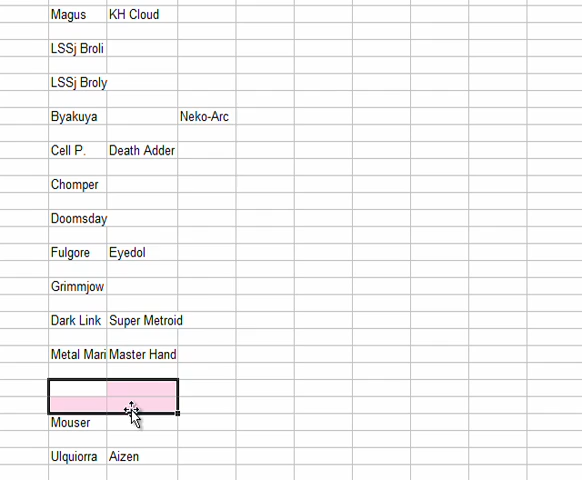 Magus KH Cloud
LSSj Broli
LSSj Broly
Byakuya Neko-Arc
Cell P. Death Adder
Chomper
Doomsday
Fulgore Eyedol
Grimmjow
Dark Link Super Metroid
Metal Mari Master Hand
Mouser
Ulquiorra Aizen